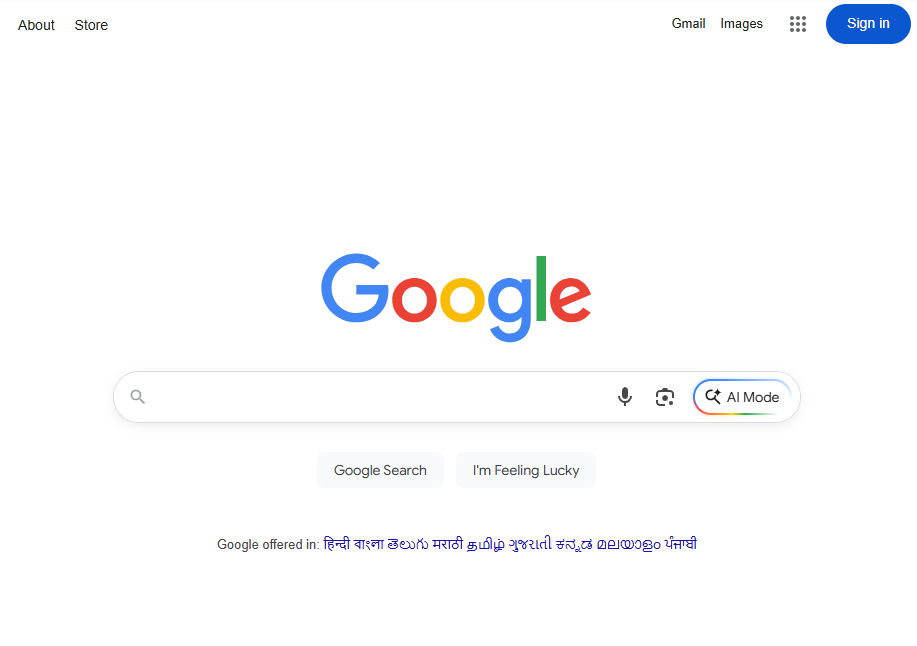 About Store Gmail Images Sign in
Google
AI Mode
Google Search I'm Feeling Lucky
Google offered in: हिन्दी বাংলা తెలుగు मराठी தமிழ் ગુજરાતી ಕನ್ನಡ മലയാളം ਪੰਜਾਬੀ